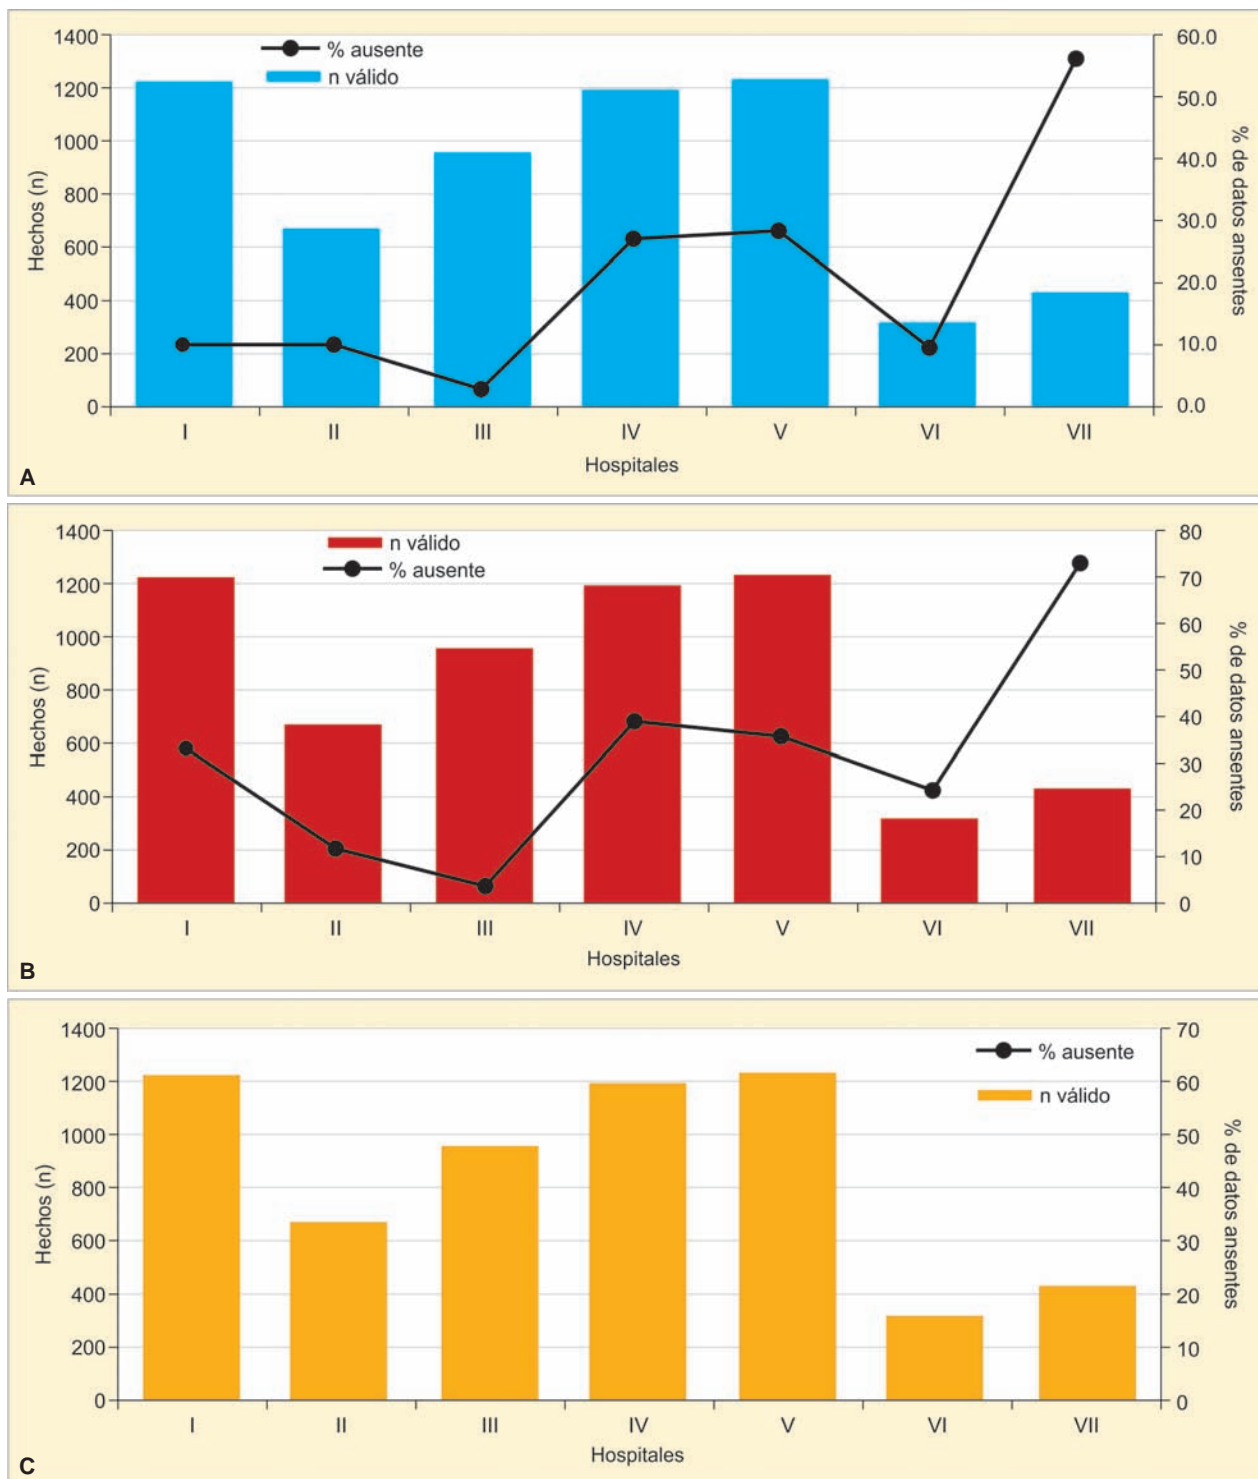 % ausente
n válido
1400
1200
1000
800
600
400
200
0
Hechos (n)
60.0
50.0
40.0
30.0
20.0
10.0
0.0
% de datos ansentes
I II III IV V VI VII
Hospitales
A
n válido
% ausente
1400
1200
1000
800
600
400
200
0
Hechos (n)
80
70
60
50
40
30
20
10
0
% de datos ansentes
I II III IV V VI VII
Hospitales
B
% ausente
n válido
1400
1200
1000
800
600
400
200
0
Hechos (n)
70
60
50
40
30
20
10
0
% de datos ansentes
I II III IV V VI VII
Hospitales
C